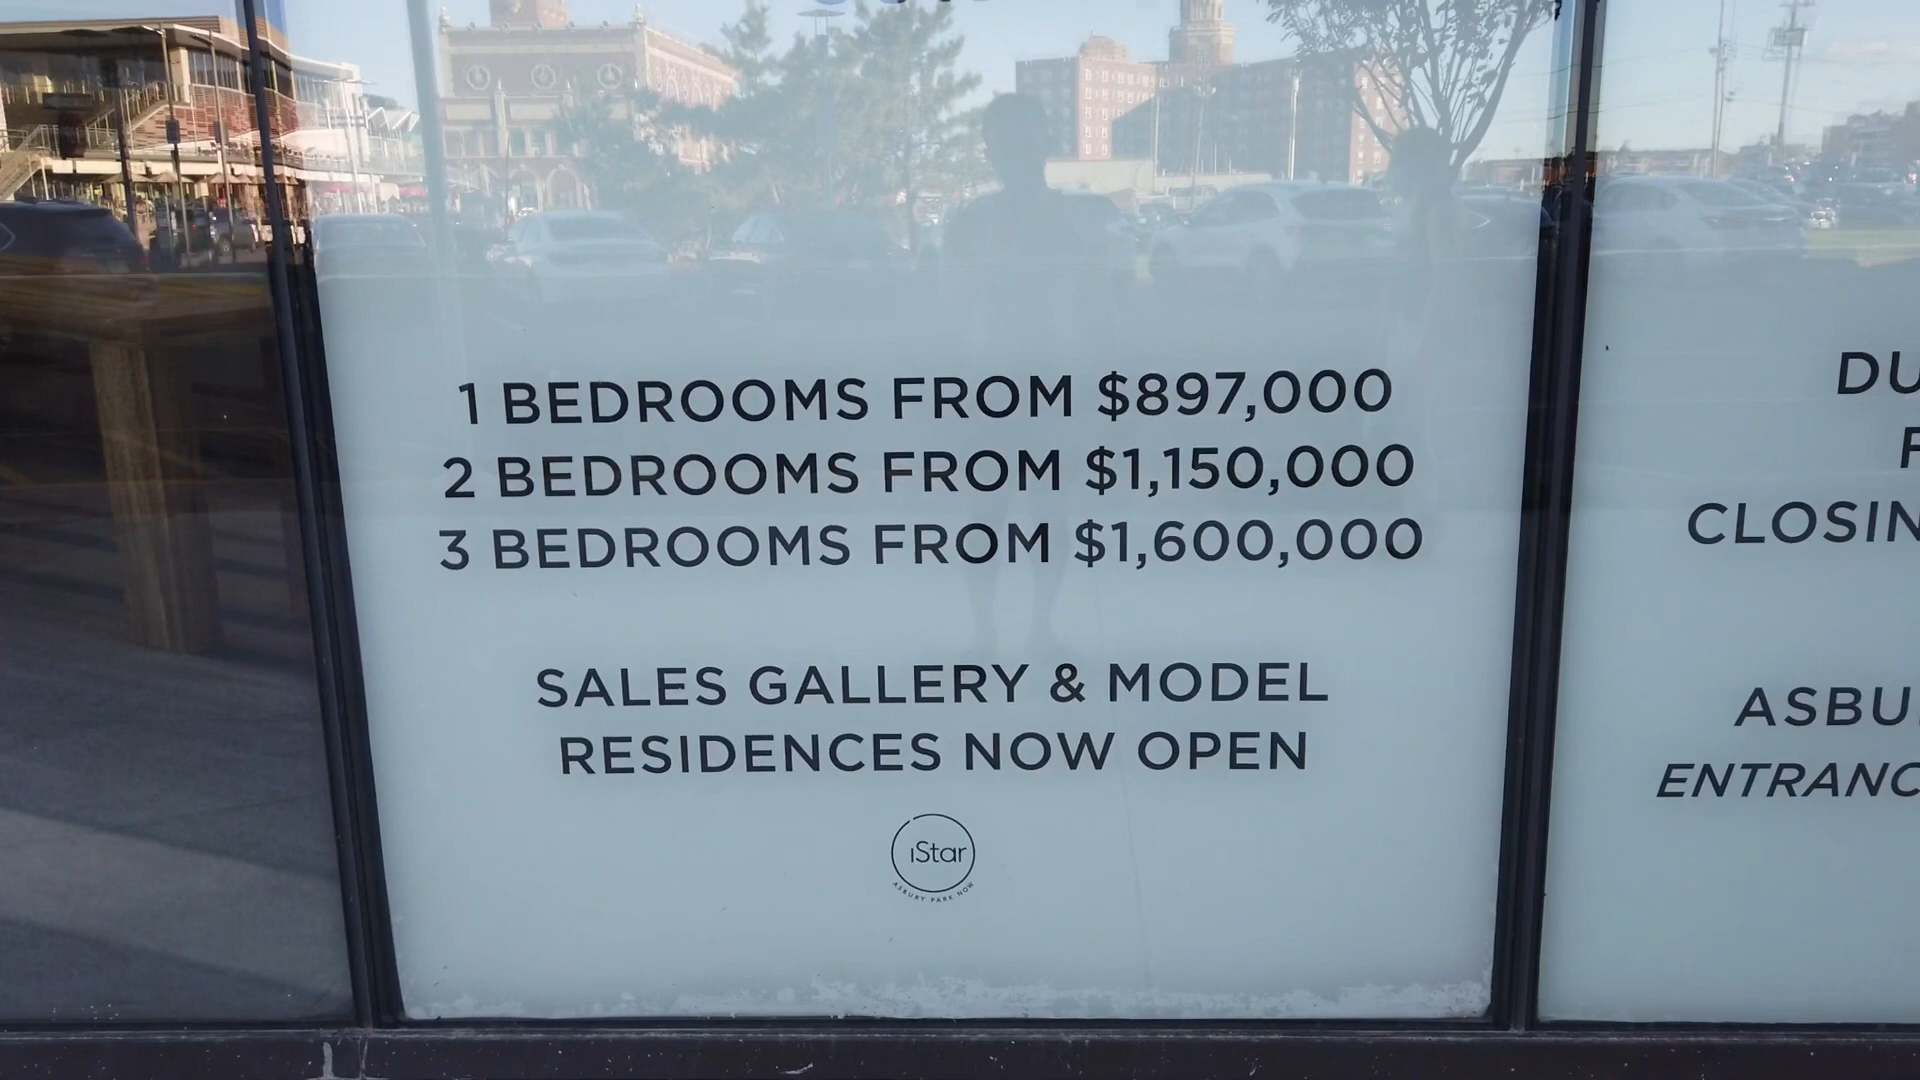 1 BEDROOMS FROM $897,000
2 BEDROOMS FROM $1,150,000
3 BEDROOMS FROM $1,600,000
SALES GALLERY & MODEL
RESIDENCES NOW OPEN
iStar
ASBURY PARK NOW
DU
F
CLOSIN
ASBU
ENTRANC